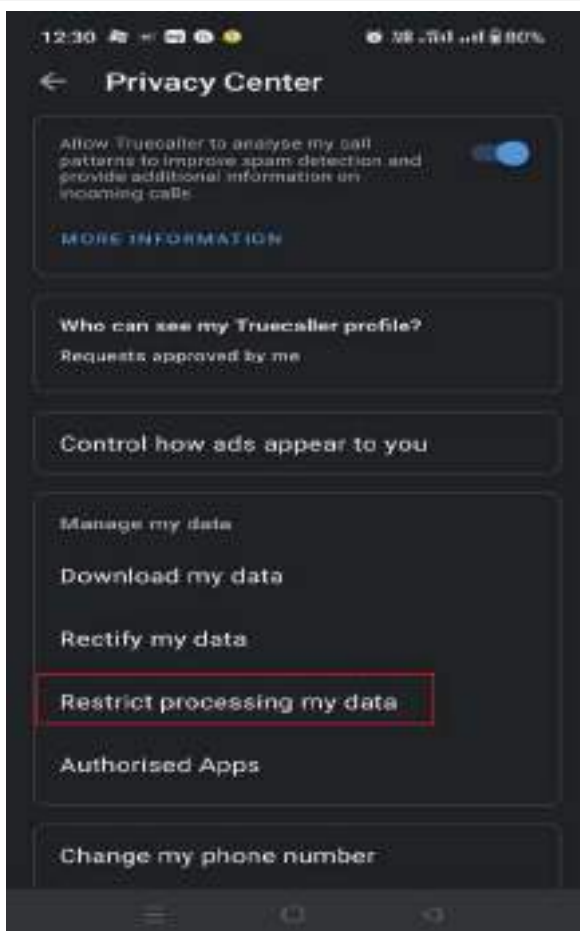 12:30
Privacy Center
Allow Truecaller to analyse my call
patterns to improve spam detection and
provide additional information on
incoming calls
MORE INFORMATION
Who can see my Truecaller profile?
Requests approved by me
Control how ads appear to you
Manage my data
Download my data
Rectify my data
Restrict processing my data
Authorised Apps
Change my phone number